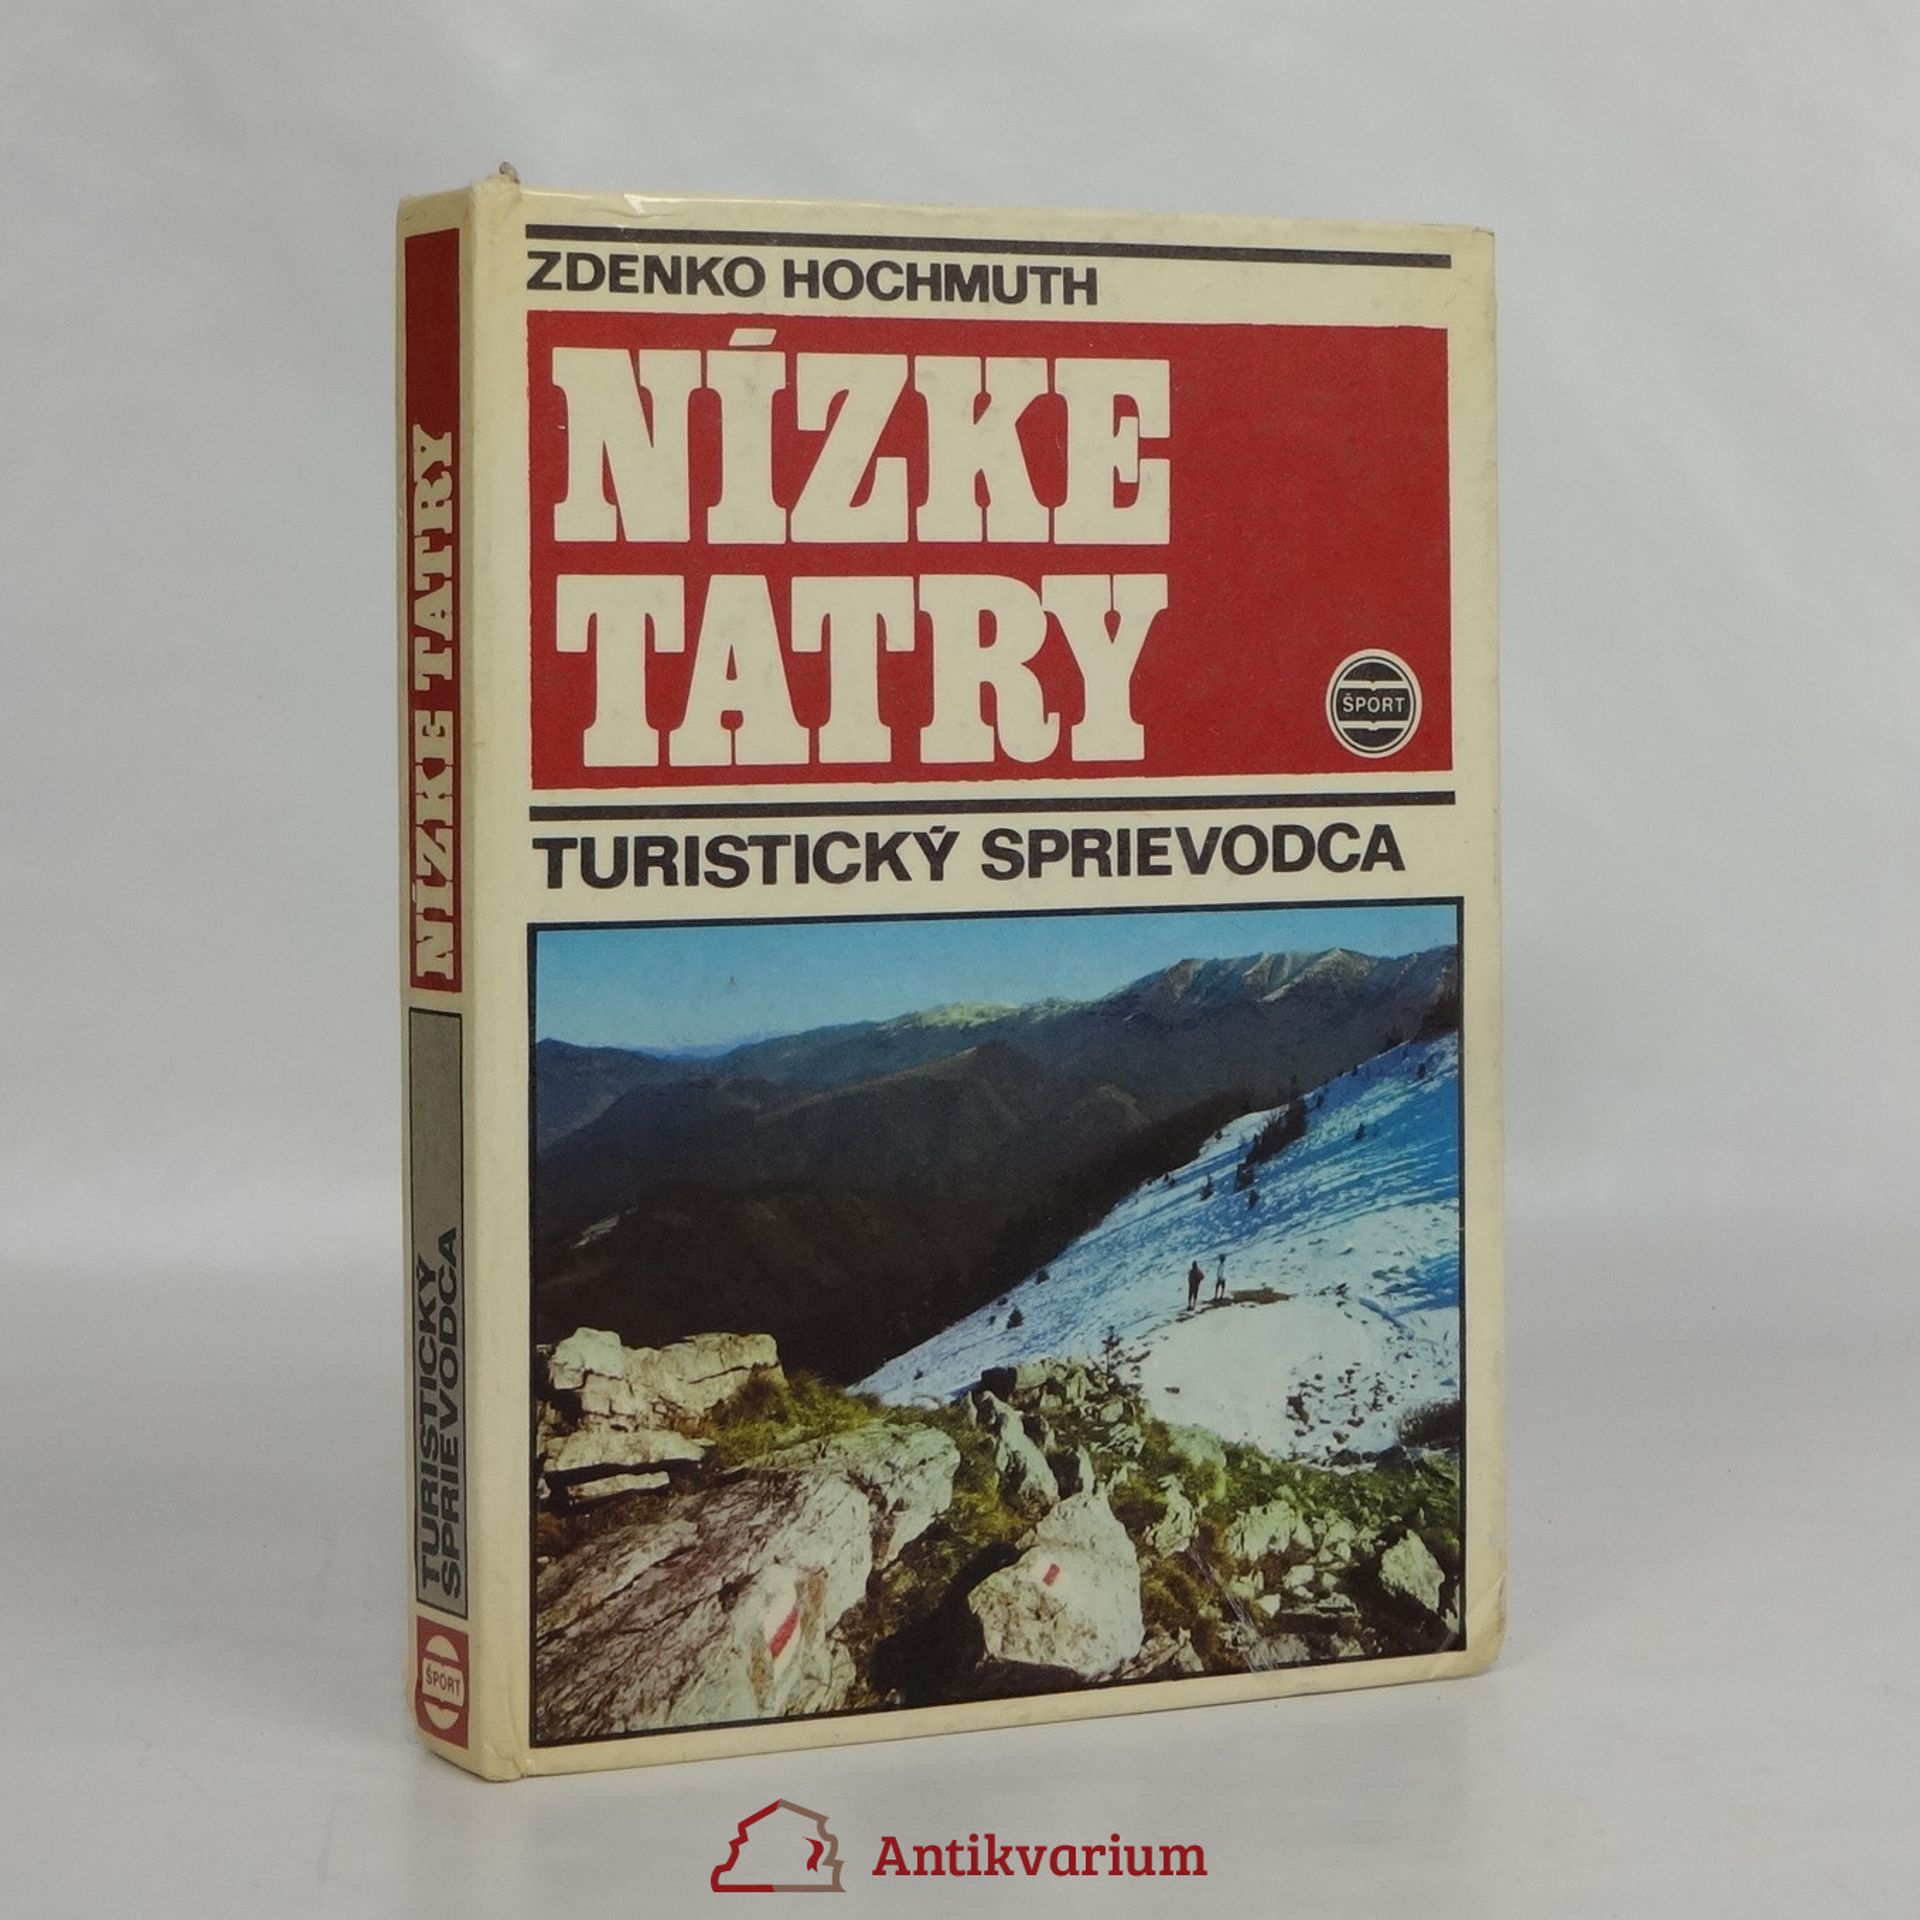 ZDENKO HOCHMUTH
NÍZKE
TATRY
ŠPORT
TURISTICKÝ SPRIEVODCA
NÍZKE TATRY
TURISTICKÝ
SPRIEVODCA
ŠPORT
Antikvarium